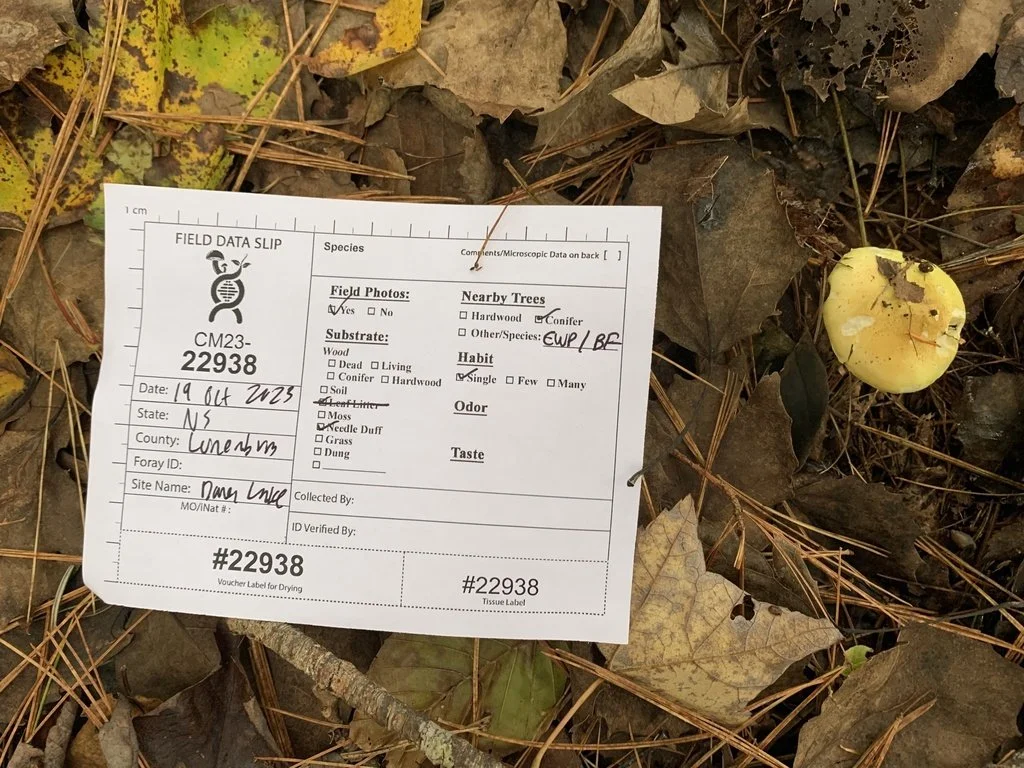 1 cm
FIELD DATA SLIP
CM23-
22938
Date: 19 Oct 2023
State: NS
County: Lunenburg
Foray ID:
Site Name:
MO/iNat #:
Species
Comments/Microscopic Data on back [ ]
Field Photos:
Yes No
Substrate:
Wood
Dead Living
Conifer Hardwood
Soil
Leaf Litter
Moss
Needle Duff
Grass
Dung
Nearby Trees
Hardwood Conifer
Other/Species: EWP/BF
Habit
Single Few Many
Odor
Taste
Collected By:
ID Verified By:
#22938
Voucher Label for Drying
#22938
Tissue Label